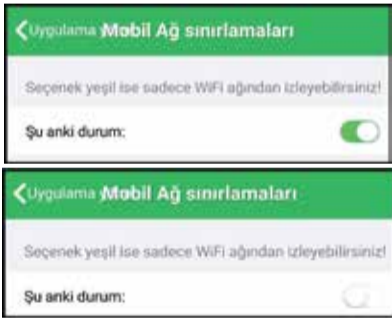 Uygulama Mobil Ağ sınırlamaları
Seçenek yeşil ise sadece WiFi ağından izleyebilirsiniz!
Şu anki durum:
Uygulama Mobil Ağ sınırlamaları
Seçenek yeşil ise sadece WiFi ağından izleyebilirsiniz!
Şu anki durum: